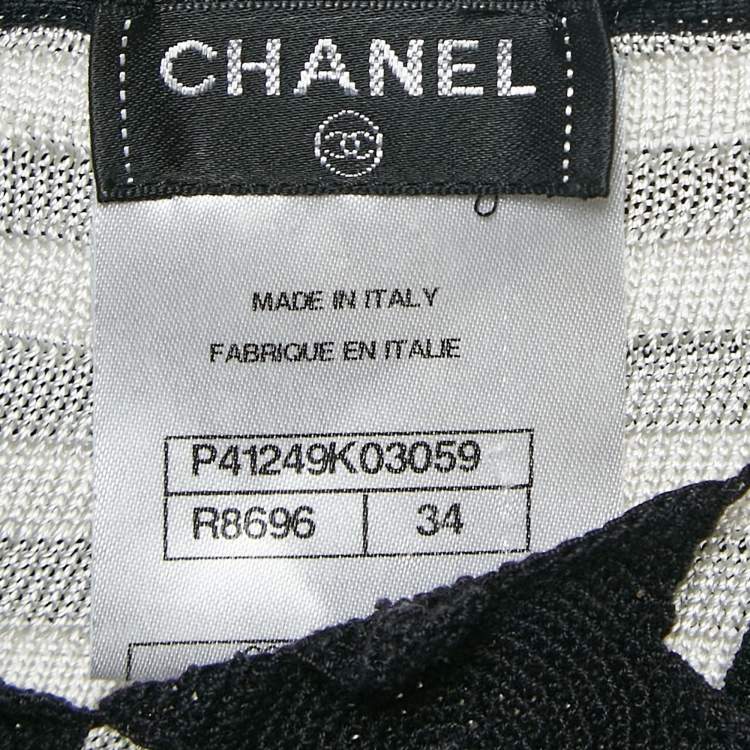 CHANEL
MADE IN ITALY
FABRIQUE EN ITALIE
P41249K03059
R8696 34